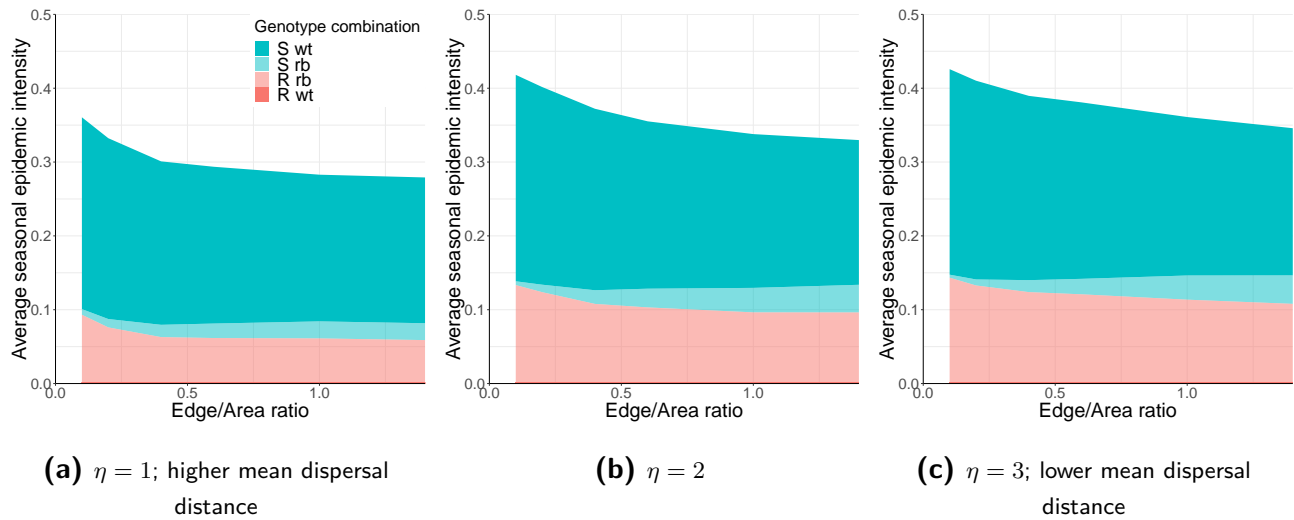 Average seasonal epidemic intensity
0.5
0.4
0.3
0.2
0.1
0.0
Genotype combination
S wt
S rb
R rb
R wt
0.0 0.5 1.0
Edge/Area ratio
(a) η = 1; higher mean dispersal
distance
Average seasonal epidemic intensity
0.5
0.4
0.3
0.2
0.1
0.0
0.0 0.5 1.0
Edge/Area ratio
(b) η = 2
Average seasonal epidemic intensity
0.5
0.4
0.3
0.2
0.1
0.0
0.0 0.5 1.0
Edge/Area ratio
(c) η = 3; lower mean dispersal
distance